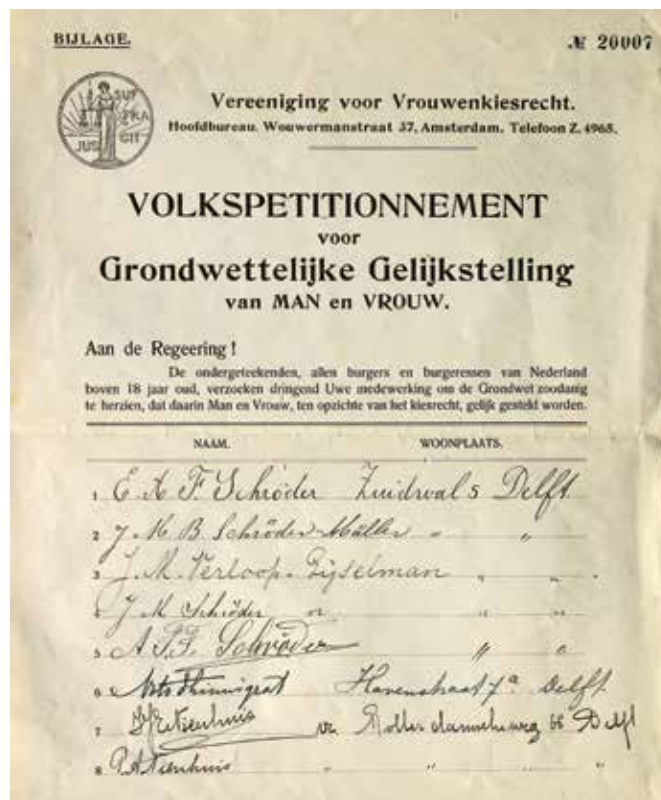 BIJLAGE.
№ 20007
SUF
FRA
JUS
GIT
Vereeniging voor Vrouwenkiesrecht.
Hoofdbureau. Wouwermanstraat 37, Amsterdam. Telefoon Z. 4965.
VOLKSPETITIONNEMENT
voor
Grondwettelijke Gelijkstelling
van MAN en VROUW.
Aan de Regeering!
De ondergeteekenden, allen burgers en burgeressen van Nederland
boven 18 jaar oud, verzoeken dringend Uwe medewerking om de Grondwet zoodanig
te herzien, dat daarin Man en Vrouw, ten opzichte van het kiesrecht, gelijk gesteld worden.
NAAM. WOONPLAATS.
1 E A F. Schröder Zuidwal 5 Delft
2 J. M. B. Schröder Müller " "
3 J. M. Verloop- Gijselman " "
4 J M Schröder " "
5 A F. F. Schröder " "
6 Havenstraat 7a Delft
7 Delft
8 " " "